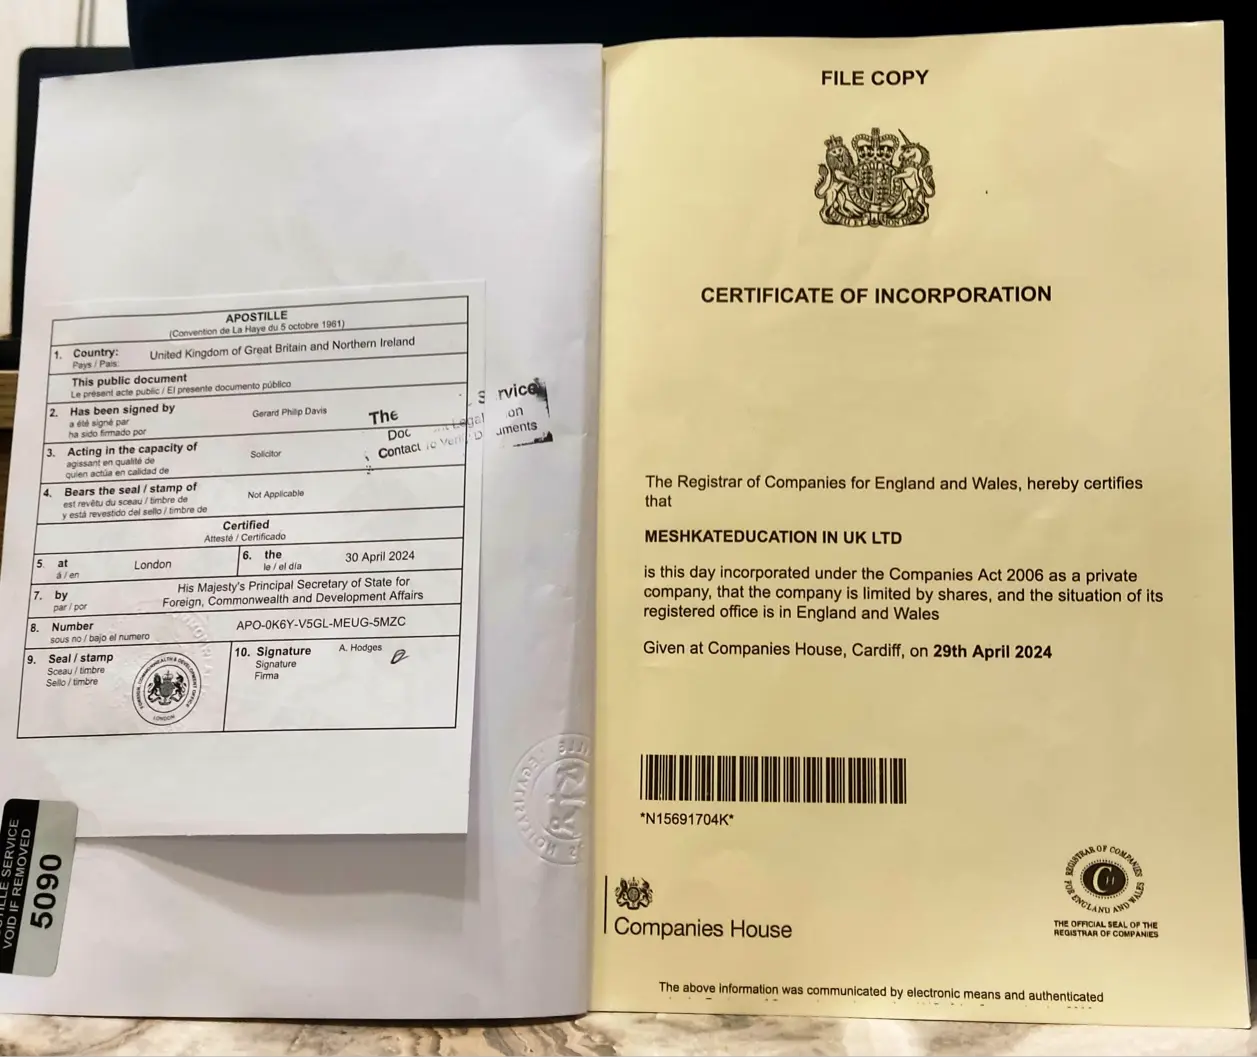 APOSTILLE
(Convention de La Haye du 5 octobre 1961)
1. Country: United Kingdom of Great Britain and Northern Ireland
Pays / País:
This public document
Le présent acte public / El presente documento público
2. Has been signed by Gerard Philip Davis
a été signé par
ha sido firmado por
3. Acting in the capacity of Solicitor
agissant en qualité de
quien actúa en calidad de
4. Bears the seal / stamp of Not Applicable
est revêtu du sceau / timbre de
y está revestido del sello / timbre de
Certified
Attesté / Certificado
5. at London
á / en
6. the 30 April 2024
le / el día
7. by His Majesty's Principal Secretary of State for
par / por Foreign, Commonwealth and Development Affairs
8. Number APO-0K6Y-V5GL-MEUG-5MZC
sous no / bajo el numero
9. Seal / stamp
Sceau / timbre
Sello / timbre
LONDON
10. Signature A. Hodges
Signature
Firma
The
Contact to
5090
SERVICE
VOID IF REMOVED
FILE COPY
CERTIFICATE OF INCORPORATION
The Registrar of Companies for England and Wales, hereby certifies
that
MESHKATEDUCATION IN UK LTD
is this day incorporated under the Companies Act 2006 as a private
company, that the company is limited by shares, and the situation of its
registered office is in England and Wales
Given at Companies House, Cardiff, on 29th April 2024
*N15691704K*
Companies House
REGISTRAR OF COMPANIES
FOR ENGLAND AND WALES
CH
THE OFFICIAL SEAL OF THE
REGISTRAR OF COMPANIES
The above information was communicated by electronic means and authenticated